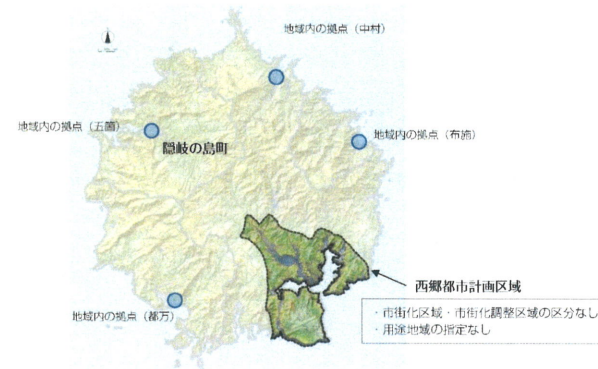 地域内の拠点（中村）
地域内の拠点（五箇）
地域内の拠点（布施）
隠岐の島町
西郷都市計画区域
地域内の拠点（都万）
・市街化区域・市街化調整区域の区分なし
・用途地域の指定なし